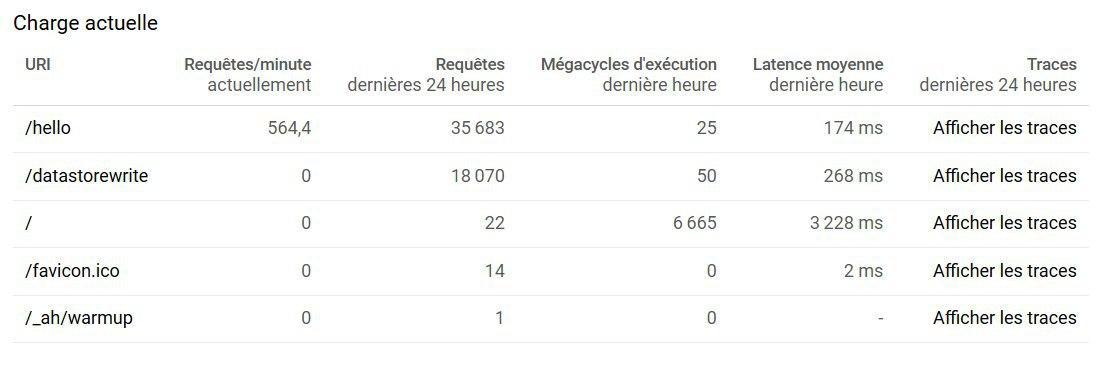 Charge actuelle
URI Requêtes/minute Requêtes Mégacycles d'exécution Latence moyenne Traces
actuellement dernières 24 heures dernière heure dernière heure dernières 24 heures
/hello 564,4 35 683 25 174 ms Afficher les traces
/datastorewrite 0 18 070 50 268 ms Afficher les traces
/ 0 22 6 665 3 228 ms Afficher les traces
/favicon.ico 0 14 0 2 ms Afficher les traces
/_ah/warmup 0 1 0 - Afficher les traces